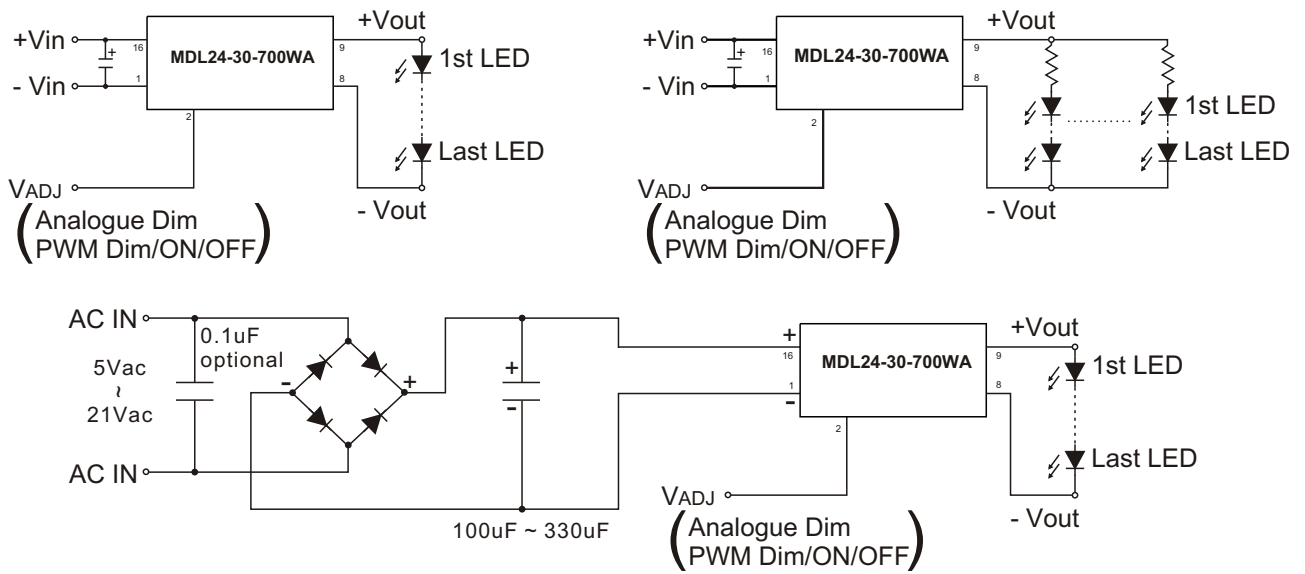 +Vin
- Vin
+
16
1
MDL24-30-700WA
9
8
2
+Vout
1st LED
Last LED
- Vout
VADJ
(Analogue Dim
PWM Dim/ON/OFF)
+Vin
- Vin
+
16
1
MDL24-30-700WA
9
8
2
1st LED
Last LED
+Vout
- Vout
VADJ
(Analogue Dim
PWM Dim/ON/OFF)
AC IN
5Vac
~
21Vac
AC IN
0.1uF
optional
-
+
+
-
100uF ~ 330uF
+
16
1
-
MDL24-30-700WA
9
8
2
+Vout
1st LED
Last LED
- Vout
VADJ
(Analogue Dim
PWM Dim/ON/OFF)